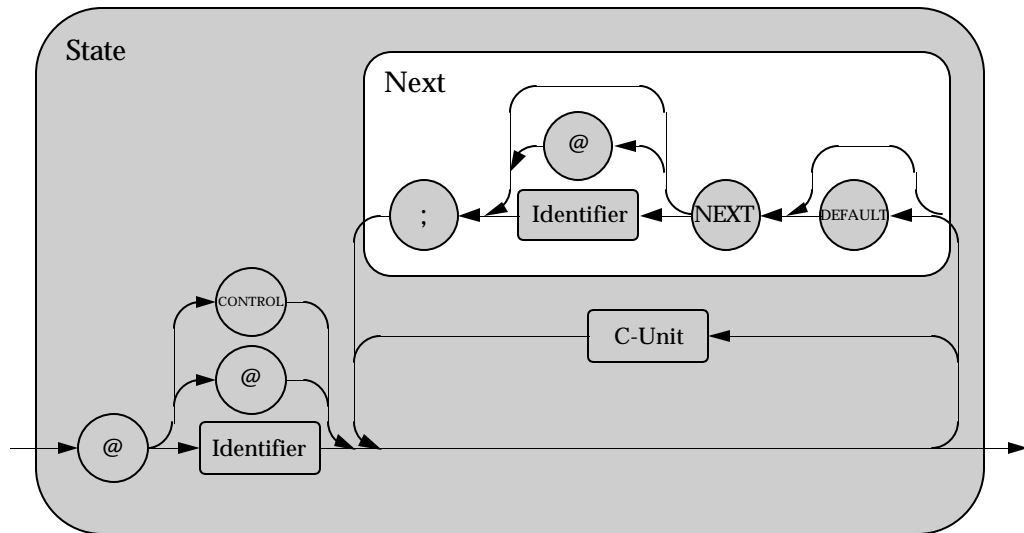 State
Next
@
; Identifier NEXT DEFAULT
CONTROL
C-Unit
@
@ Identifier